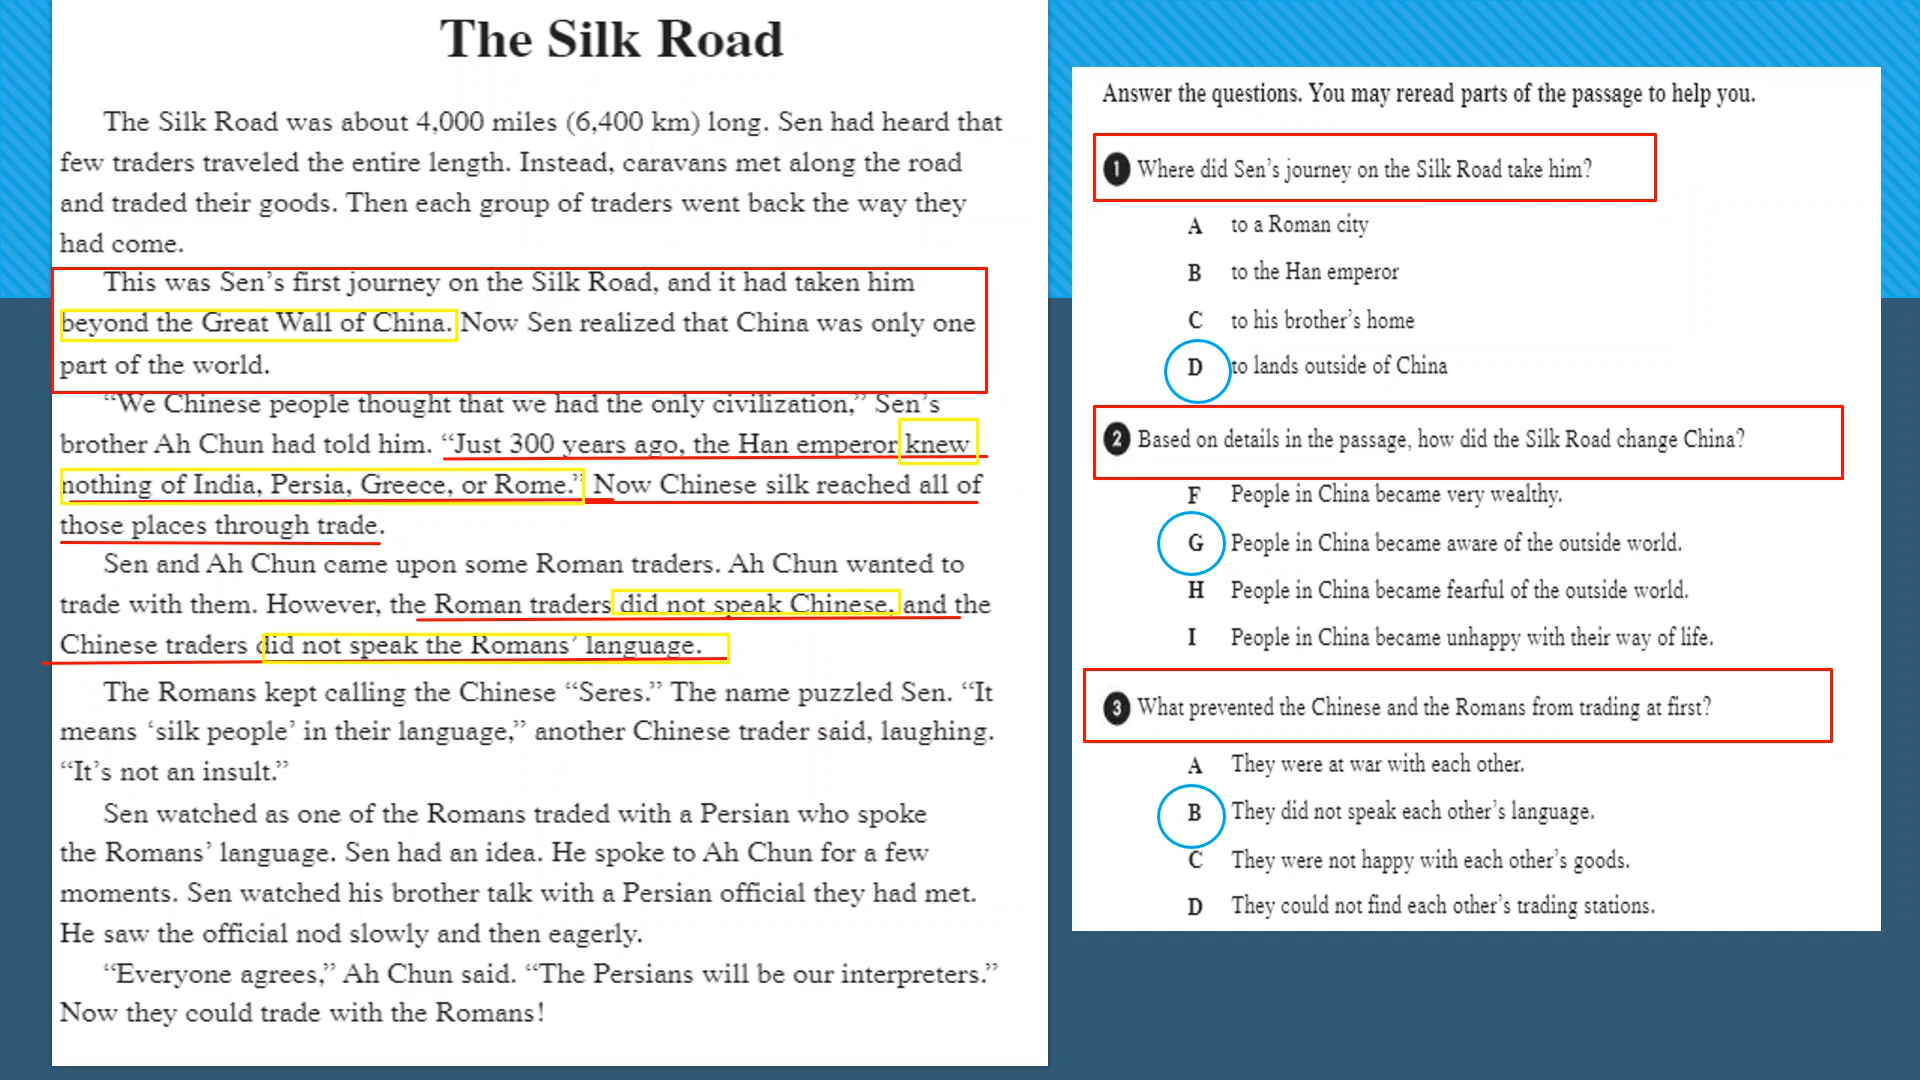 The Silk Road
The Silk Road was about 4,000 miles (6,400 km) long. Sen had heard that
few traders traveled the entire length. Instead, caravans met along the road
and traded their goods. Then each group of traders went back the way they
had come.
This was Sen’s first journey on the Silk Road, and it had taken him
beyond the Great Wall of China. Now Sen realized that China was only one
part of the world.
“We Chinese people thought that we had the only civilization,” Sen’s
brother Ah Chun had told him. “Just 300 years ago, the Han emperor knew
nothing of India, Persia, Greece, or Rome.” Now Chinese silk reached all of
those places through trade.
Sen and Ah Chun came upon some Roman traders. Ah Chun wanted to
trade with them. However, the Roman traders did not speak Chinese, and the
Chinese traders did not speak the Romans’ language.
The Romans kept calling the Chinese “Seres.” The name puzzled Sen. “It
means ‘silk people’ in their language,” another Chinese trader said, laughing.
“It’s not an insult.”
Sen watched as one of the Romans traded with a Persian who spoke
the Romans’ language. Sen had an idea. He spoke to Ah Chun for a few
moments. Sen watched his brother talk with a Persian official they had met.
He saw the official nod slowly and then eagerly.
“Everyone agrees,” Ah Chun said. “The Persians will be our interpreters.”
Now they could trade with the Romans!
Answer the questions. You may reread parts of the passage to help you.
1 Where did Sen’s journey on the Silk Road take him?
A to a Roman city
B to the Han emperor
C to his brother’s home
D to lands outside of China
2 Based on details in the passage, how did the Silk Road change China?
F People in China became very wealthy.
G People in China became aware of the outside world.
H People in China became fearful of the outside world.
I People in China became unhappy with their way of life.
3 What prevented the Chinese and the Romans from trading at first?
A They were at war with each other.
B They did not speak each other’s language.
C They were not happy with each other’s goods.
D They could not find each other’s trading stations.